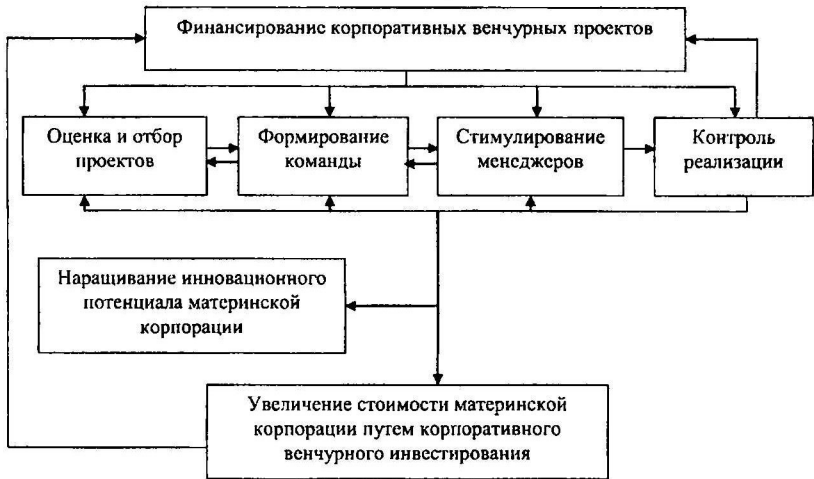 Финансирование корпоративных венчурных проектов
Оценка и отбор
проектов
Формирование
команды
Стимулирование
менеджеров
Контроль
реализации
Наращивание инновационного
потенциала материнской
корпорации
Увеличение стоимости материнской
корпорации путем корпоративного
венчурного инвестирования